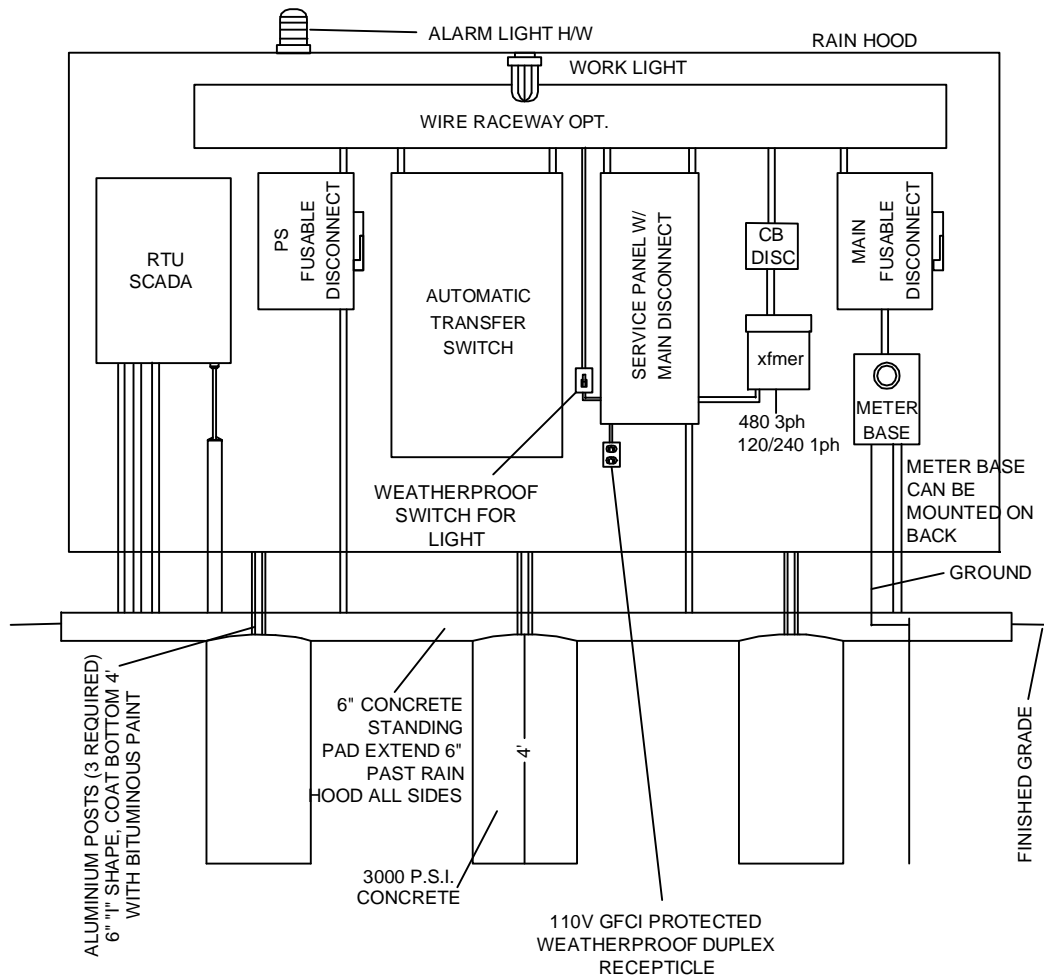 ALARM LIGHT H/W
RAIN HOOD
WORK LIGHT
WIRE RACEWAY OPT.
RTU
SCADA
PS
FUSABLE
DISCONNECT
AUTOMATIC
TRANSFER
SWITCH
SERVICE PANEL W/
MAIN DISCONNECT
CB
DISC
xfmer
480 3ph
120/240 1ph
MAIN
FUSABLE
DISCONNECT
METER
BASE
METER BASE
CAN BE
MOUNTED ON
BACK
WEATHERPROOF
SWITCH FOR
LIGHT
GROUND
ALUMINIUM POSTS (3 REQUIRED)
6" "I" SHAPE, COAT BOTTOM 4'
WITH BITUMINOUS PAINT
6" CONCRETE
STANDING
PAD EXTEND 6"
PAST RAIN
HOOD ALL SIDES
4'
3000 P.S.I.
CONCRETE
110V GFCI PROTECTED
WEATHERPROOF DUPLEX
RECEPTICLE
FINISHED GRADE